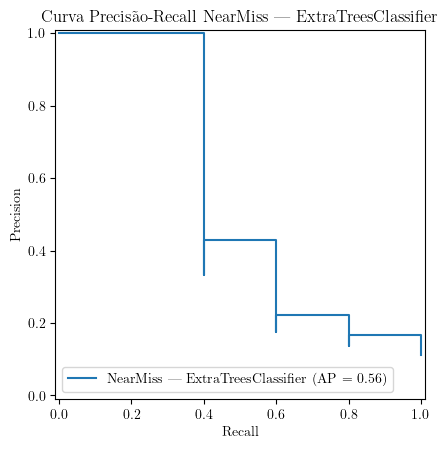 Curva Precisão-Recall NearMiss — ExtraTreesClassifier
1.0
0.8
0.6
0.4
0.2
0.0
Precision
NearMiss — ExtraTreesClassifier (AP = 0.56)
0.0 0.2 0.4 0.6 0.8 1.0
Recall